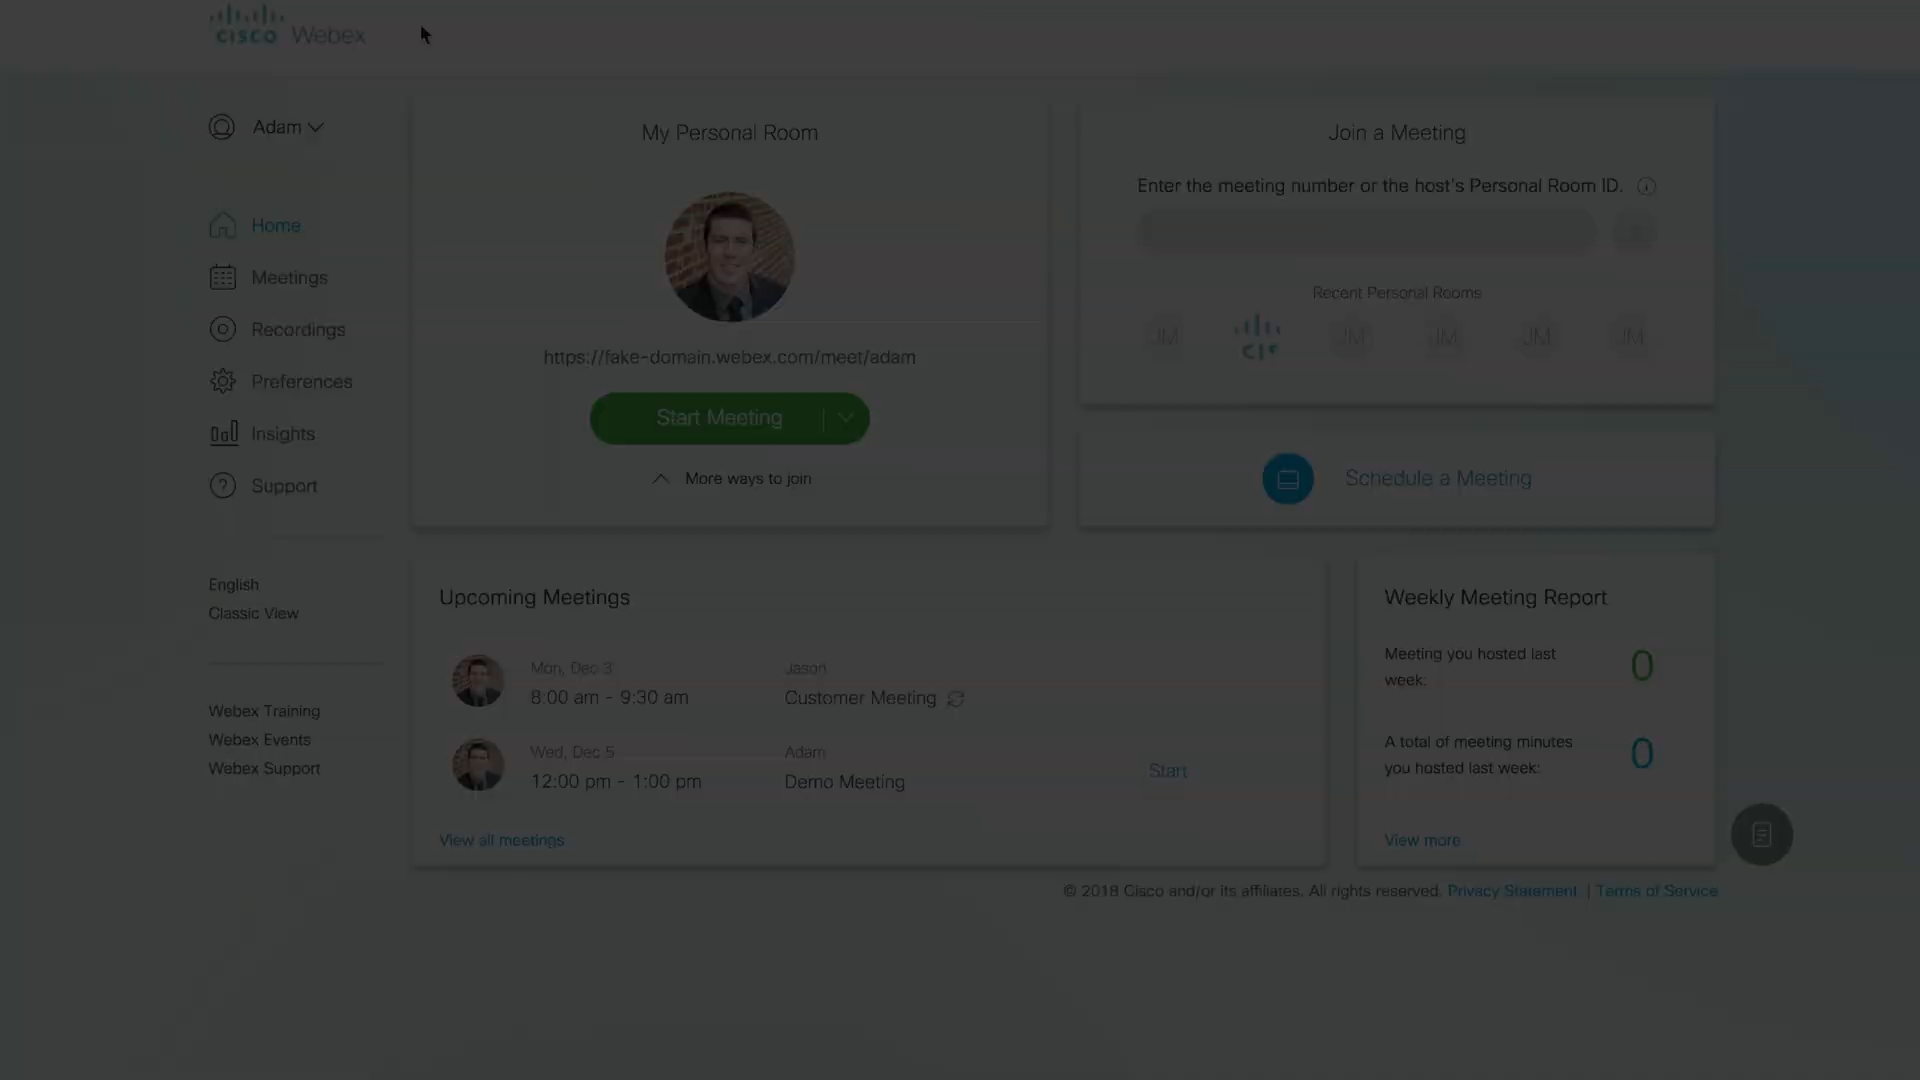 cisco Webex
Adam
Home
Meetings
Recordings
Preferences
Insights
Support
English
Classic View
Webex Training
Webex Events
Webex Support
My Personal Room
https://fake-domain.webex.com/meet/adam
Start Meeting
More ways to join
Join a Meeting
Enter the meeting number or the host's Personal Room ID.
Recent Personal Rooms
JM JM JM JM JM
Schedule a Meeting
Upcoming Meetings
Mon, Dec 3 Jason
8:00 am - 9:30 am Customer Meeting
Wed, Dec 5 Adam
12:00 pm - 1:00 pm Demo Meeting
Start
View all meetings
Weekly Meeting Report
Meeting you hosted last
week:
0
A total of meeting minutes
you hosted last week:
0
View more
© 2018 Cisco and/or its affiliates. All rights reserved. Privacy Statement | Terms of Service